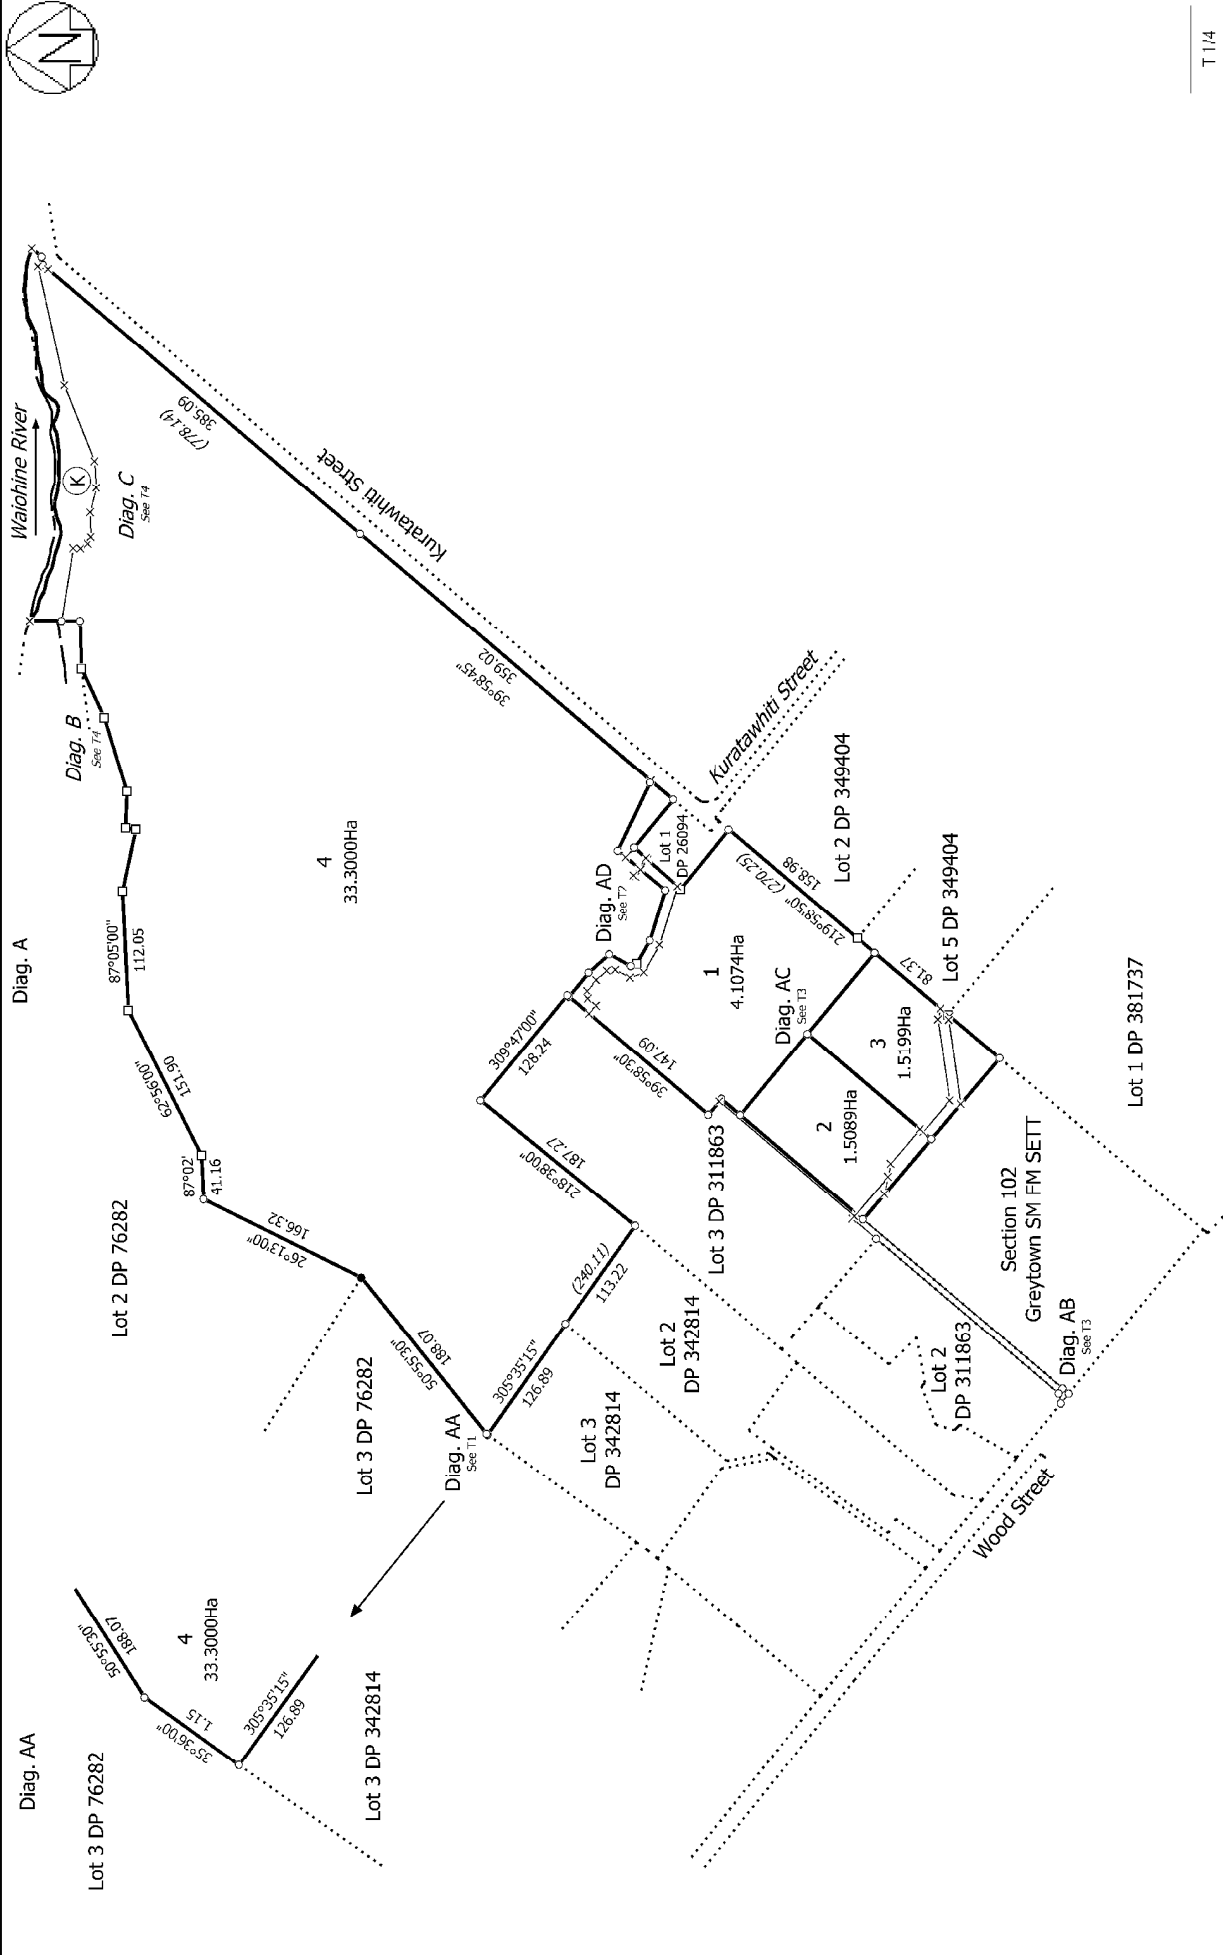 Diag. AA
Lot 3 DP 76282
50°55'30"
188.07
35°36'00"
1.15
4
33.3000Ha
305°35'15"
126.89
Lot 3 DP 342814
Diag. A
N
Waiohine River
K
Diag. C
See T4
Diag. B
See T4
Lot 2 DP 76282
87°05'00"
112.05
62°56'00"
151.90
87°02'
41.16
26°13'00"
166.32
Lot 3 DP 76282
50°55'30"
188.07
Diag. AA
See T1
305°35'15"
126.89
(240.11)
113.22
218°38'00"
187.27
309°47'00"
128.24
39°58'30"
147.09
4
33.3000Ha
(778.14)
385.09
39°58'45"
359.02
Kuratawhiti Street
Kuratawhiti Street
Diag. AD
Lot 1
DP 26094
1
4.1074Ha
Diag. AC
See T3
219°58'50" (270.25)
158.98
81.37
Lot 2 DP 349404
Lot 5 DP 349404
Lot 1 DP 381737
3
1.5199Ha
2
1.5089Ha
Lot 3 DP 311863
Lot 2
DP 342814
Lot 3
DP 342814
Lot 2
DP 311863
Section 102
Greytown SM FM SETT
Diag. AB
See T3
Wood Street
T 1/4